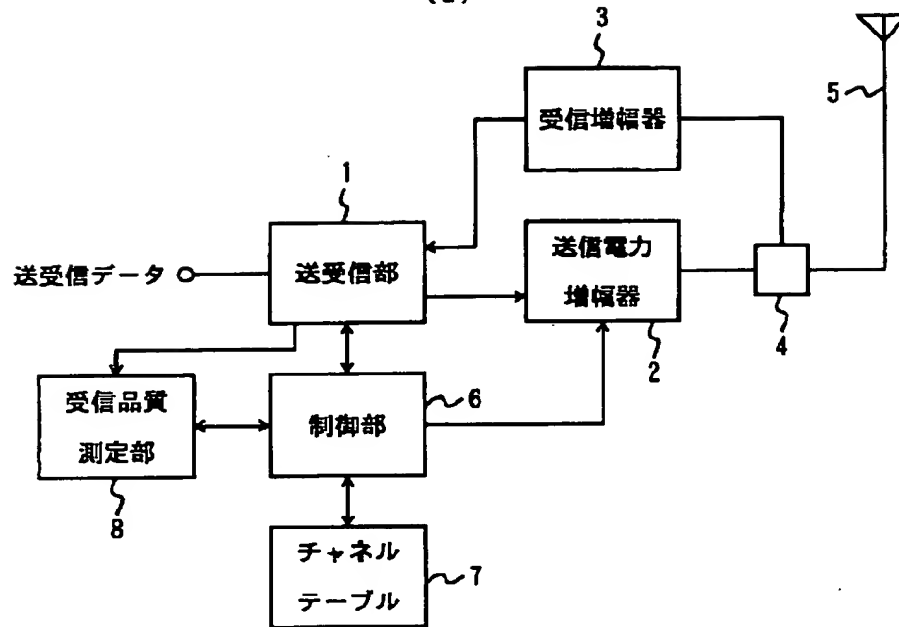 3
受信増幅器
5
1
送受信データ
送受信部
送信電力
増幅器
4
2
受信品質
測定部
8
制御部
6
チャネル
テーブル
7